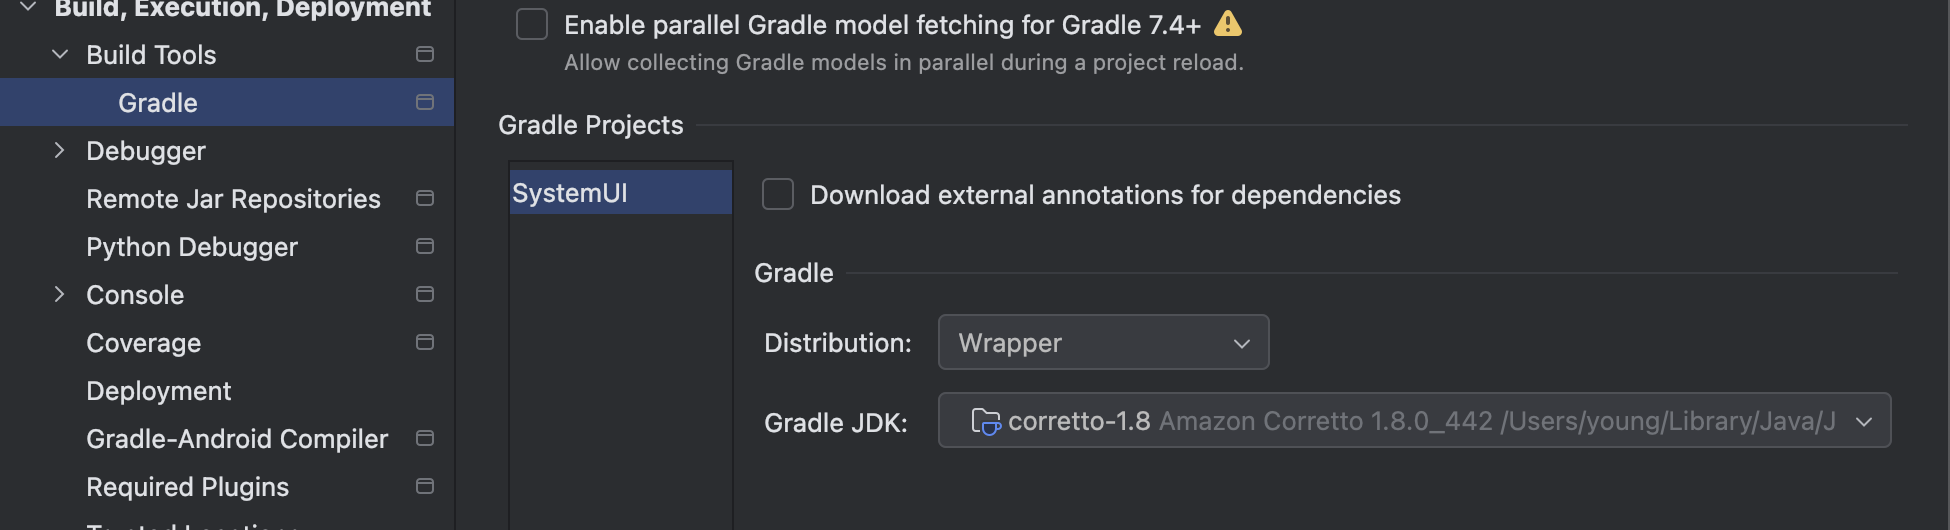 Build, Execution, Deployment
Build Tools
Gradle
Debugger
Remote Jar Repositories
Python Debugger
Console
Coverage
Deployment
Gradle-Android Compiler
Required Plugins
Enable parallel Gradle model fetching for Gradle 7.4+
Allow collecting Gradle models in parallel during a project reload.
Gradle Projects
SystemUI
Download external annotations for dependencies
Gradle
Distribution: Wrapper
Gradle JDK: corretto-1.8 Amazon Corretto 1.8.0_442 /Users/young/Library/Java/J